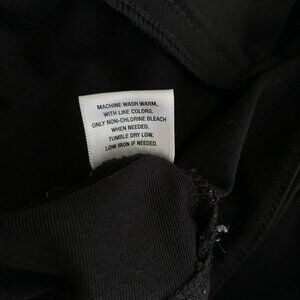 MACHINE WASH WARM,
WITH LIKE COLORS.
ONLY NON-CHLORINE BLEACH
WHEN NEEDED.
TUMBLE DRY LOW.
LOW IRON IF NEEDED.